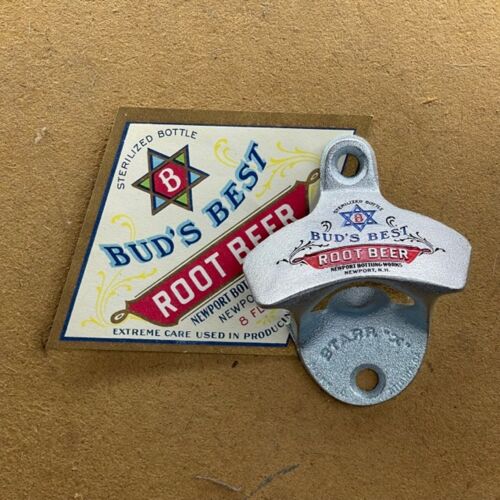 STERILIZED BOTTLE
B
BUD'S BEST
ROOT BEER
NEWPORT BOT
NEWPO
8 FL
EXTREME CARE USED IN PRODUCIN
STERILIZED BOTTLE
B
BUD'S BEST
ROOT BEER
NEWPORT BOTTLING WORKS
NEWPORT, N.H.
STARR "X"